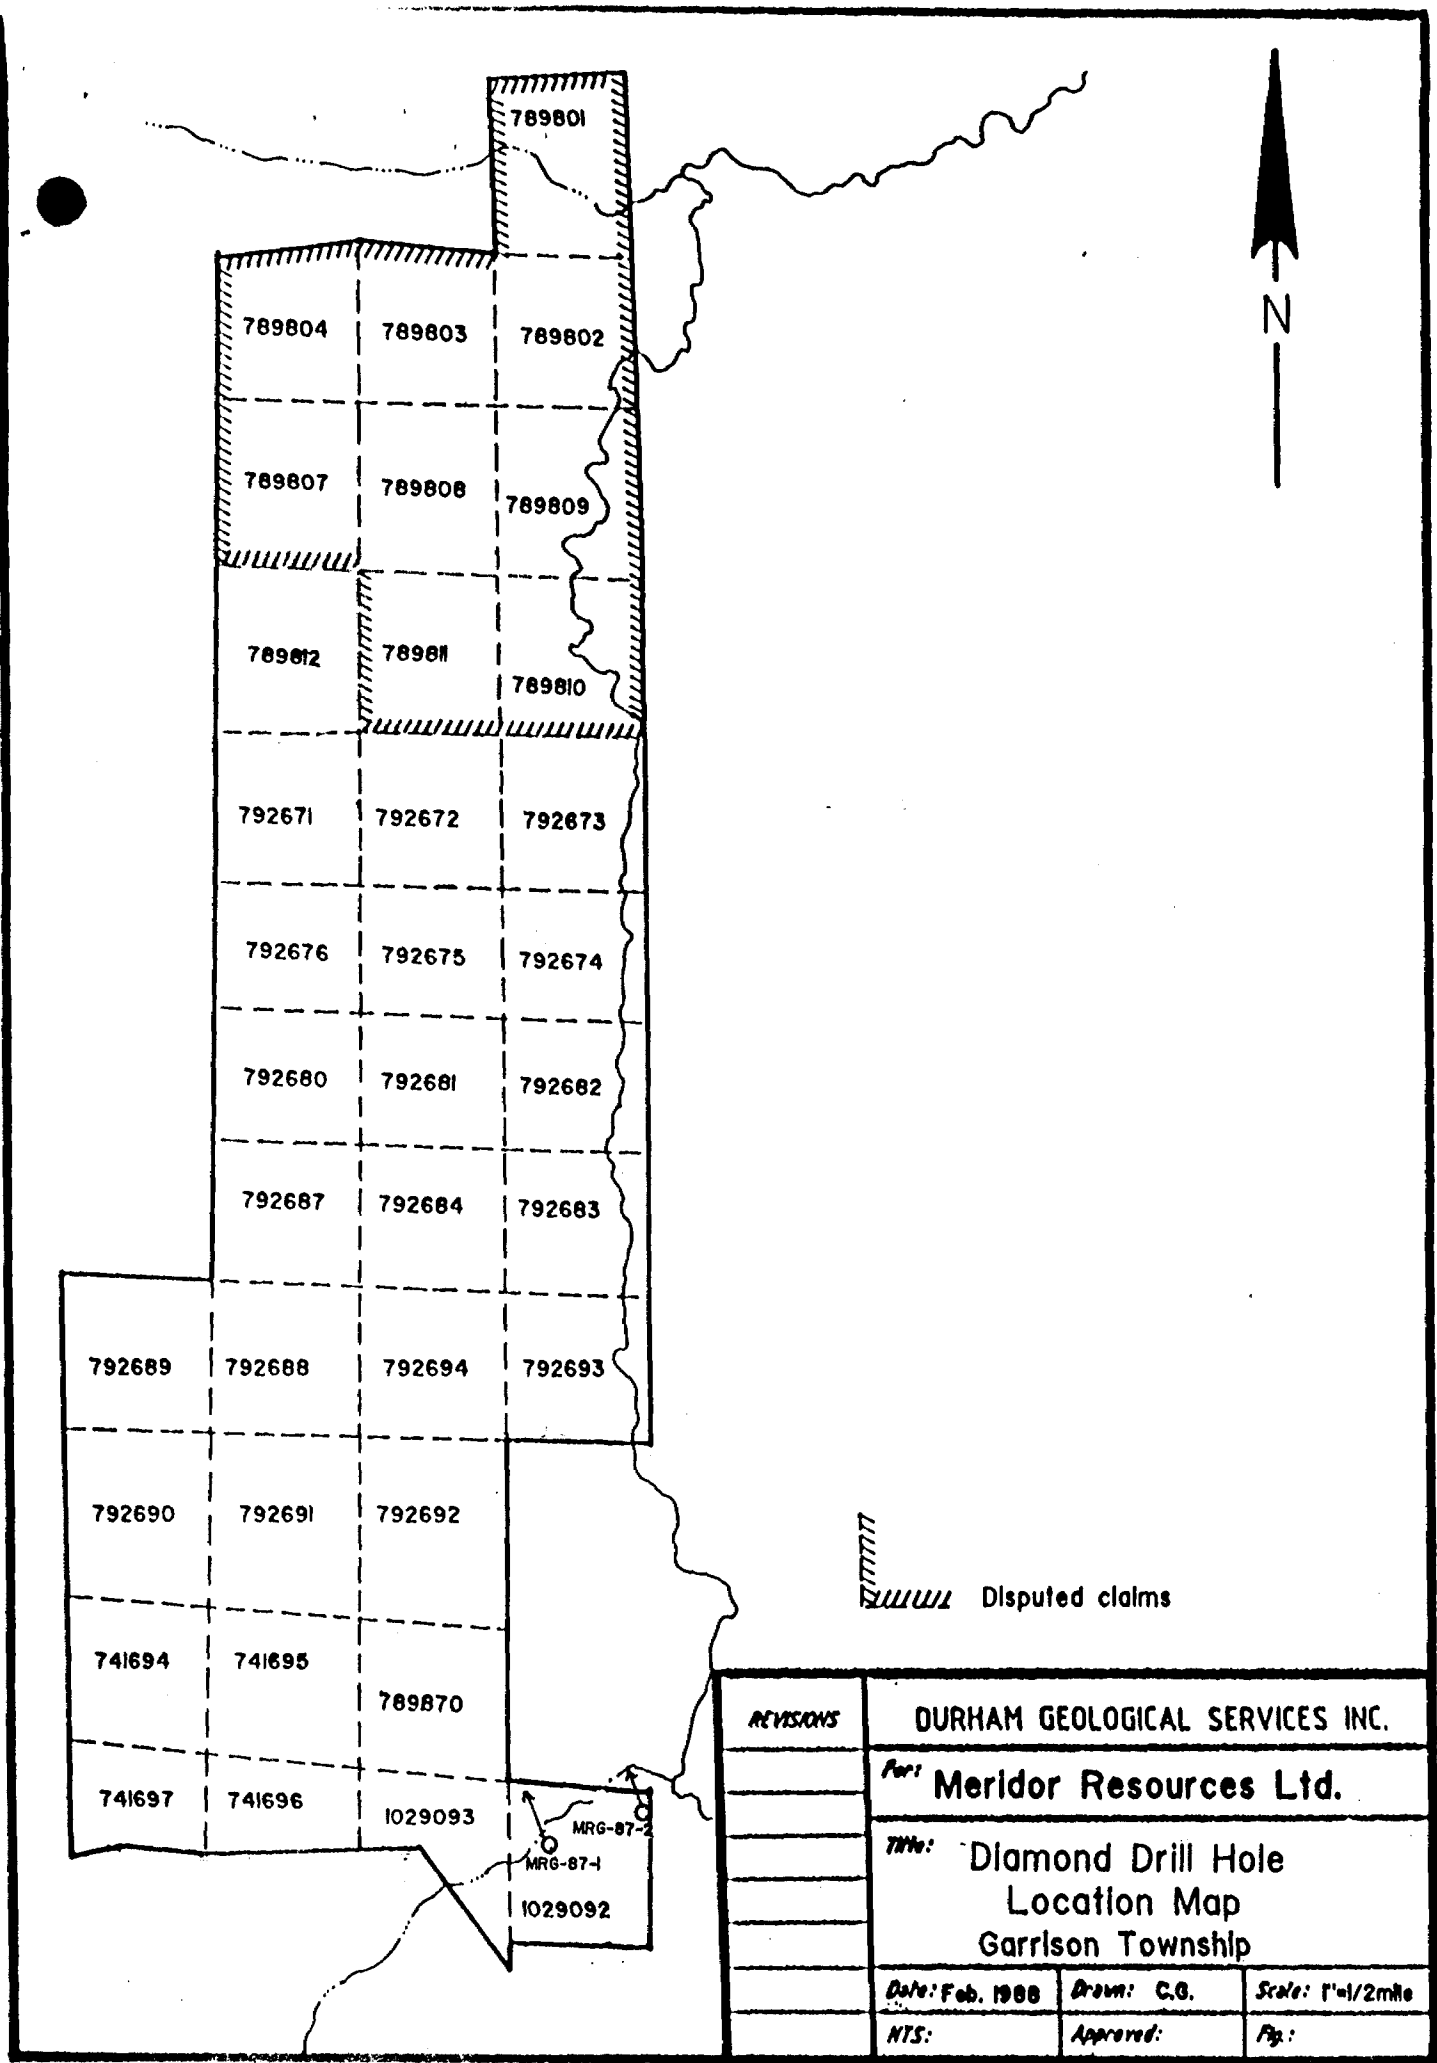 789801
N
789804
789803
789802
789807
789808
789809
789812
789811
789810
792671
792672
792673
792676
792675
792674
792680
792681
792682
792687
792684
792683
792689
792688
792694
792693
792690
792691
792692
741694
741695
789870
741697
741696
1029093
MRG-87-2
MRG-87-1
1029092
Disputed claims
REVISIONS
DURHAM GEOLOGICAL SERVICES INC.
For: Meridor Resources Ltd.
Title: Diamond Drill Hole
Location Map
Garrison Township
Date: Feb. 1988
Drawn: C.G.
Scale: 1"=1/2mile
NTS:
Approved:
Fig.: